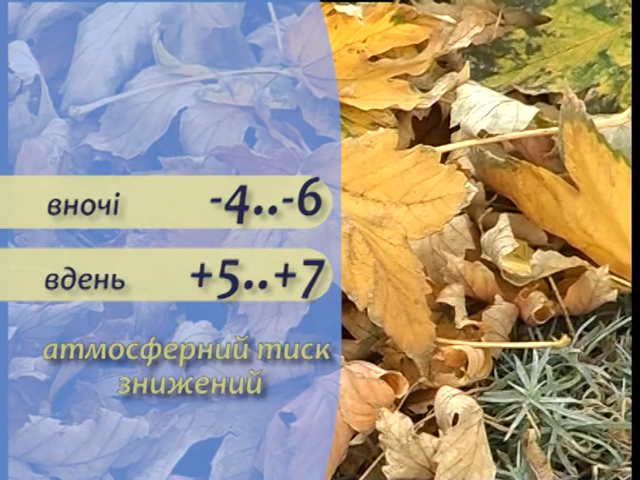 вночі -4..-6
вдень +5..+7
атмосферний тиск
знижений